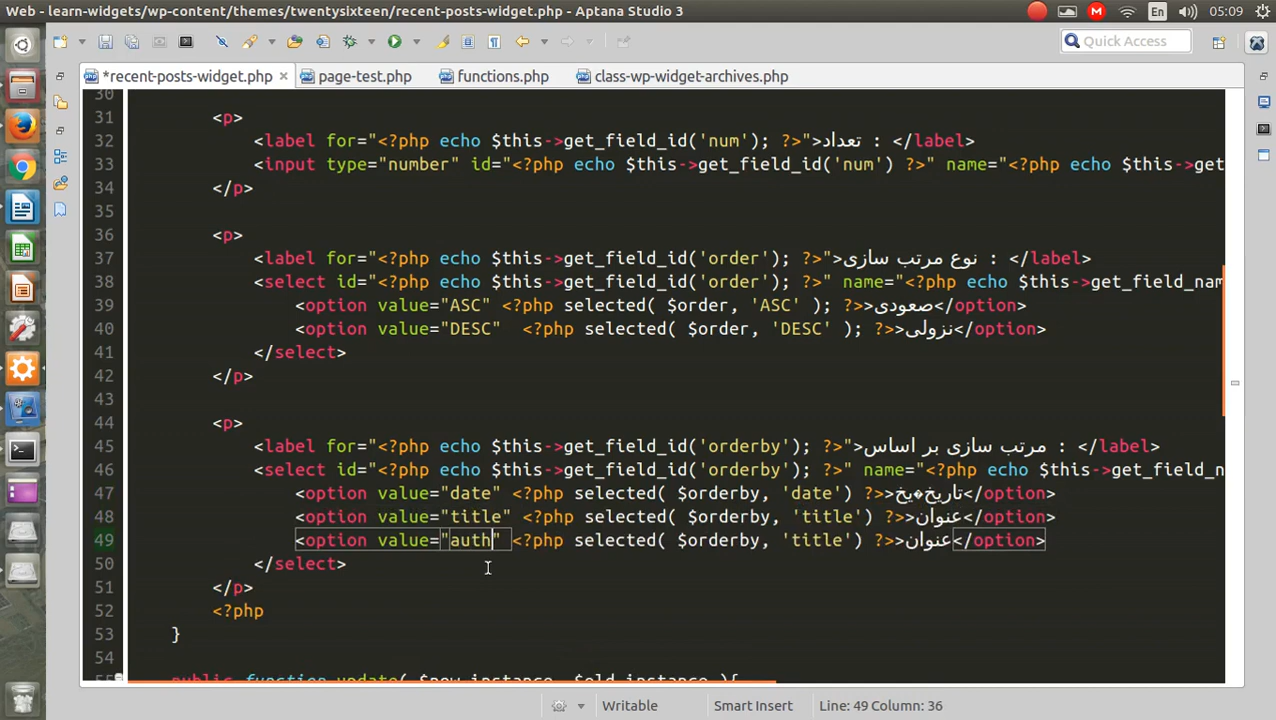 Web - learn-widgets/wp-content/themes/twentysixteen/recent-posts-widget.php - Aptana Studio 3
En
05:09
Quick Access
*recent-posts-widget.php
page-test.php
functions.php
class-wp-widget-archives.php
30
31 <p>
32 <label for="<?php echo $this->get_field_id('num'); ?>">تعداد : </label>
33 <input type="number" id="<?php echo $this->get_field_id('num') ?>" name="<?php echo $this->get
34 </p>
35
36 <p>
37 <label for="<?php echo $this->get_field_id('order'); ?>">نوع مرتب سازی : </label>
38 <select id="<?php echo $this->get_field_id('order'); ?>" name="<?php echo $this->get_field_nam
39 <option value="ASC" <?php selected( $order, 'ASC' ); ?>>صعودی</option>
40 <option value="DESC" <?php selected( $order, 'DESC' ); ?>>نزولی</option>
41 </select>
42 </p>
43
44 <p>
45 <label for="<?php echo $this->get_field_id('orderby'); ?>">مرتب سازی بر اساس : </label>
46 <select id="<?php echo $this->get_field_id('orderby'); ?>" name="<?php echo $this->get_field_n
47 <option value="date" <?php selected( $orderby, 'date') ?>>تاریخ�یخ</option>
48 <option value="title" <?php selected( $orderby, 'title') ?>>عنوان</option>
49 <option value="auth" <?php selected( $orderby, 'title') ?>>عنوان</option>
50 </select>
51 </p>
52 <?php
53 }
54
public function update( $new_instance, $old_instance ){
Writable
Smart Insert
Line: 49 Column: 36